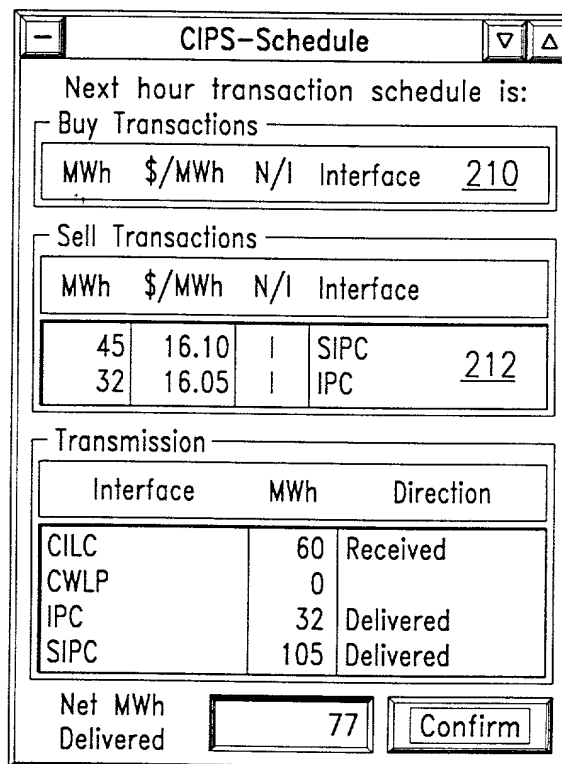 CIPS-Schedule
Next hour transaction schedule is:
Buy Transactions
MWh $/MWh N/I Interface 210
Sell Transactions
MWh $/MWh N/I Interface
45 16.10 I SIPC
32 16.05 I IPC
212
Transmission
Interface MWh Direction
CILC 60 Received
CWLP 0
IPC 32 Delivered
SIPC 105 Delivered
Net MWh
Delivered
77
Confirm